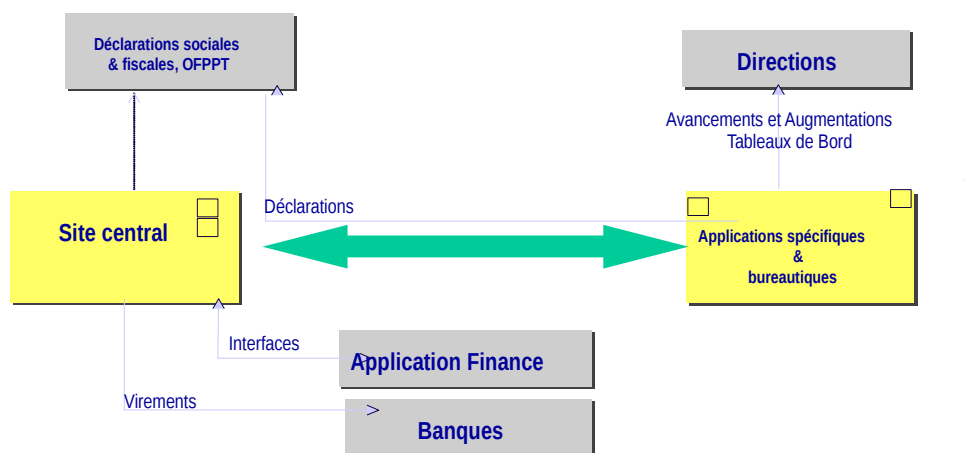 Déclarations sociales
& fiscales, OFPPT
Directions
Avancements et Augmentations
Tableaux de Bord
Site central
Déclarations
Applications spécifiques
&
bureautiques
Interfaces
Application Finance
Virements
Banques